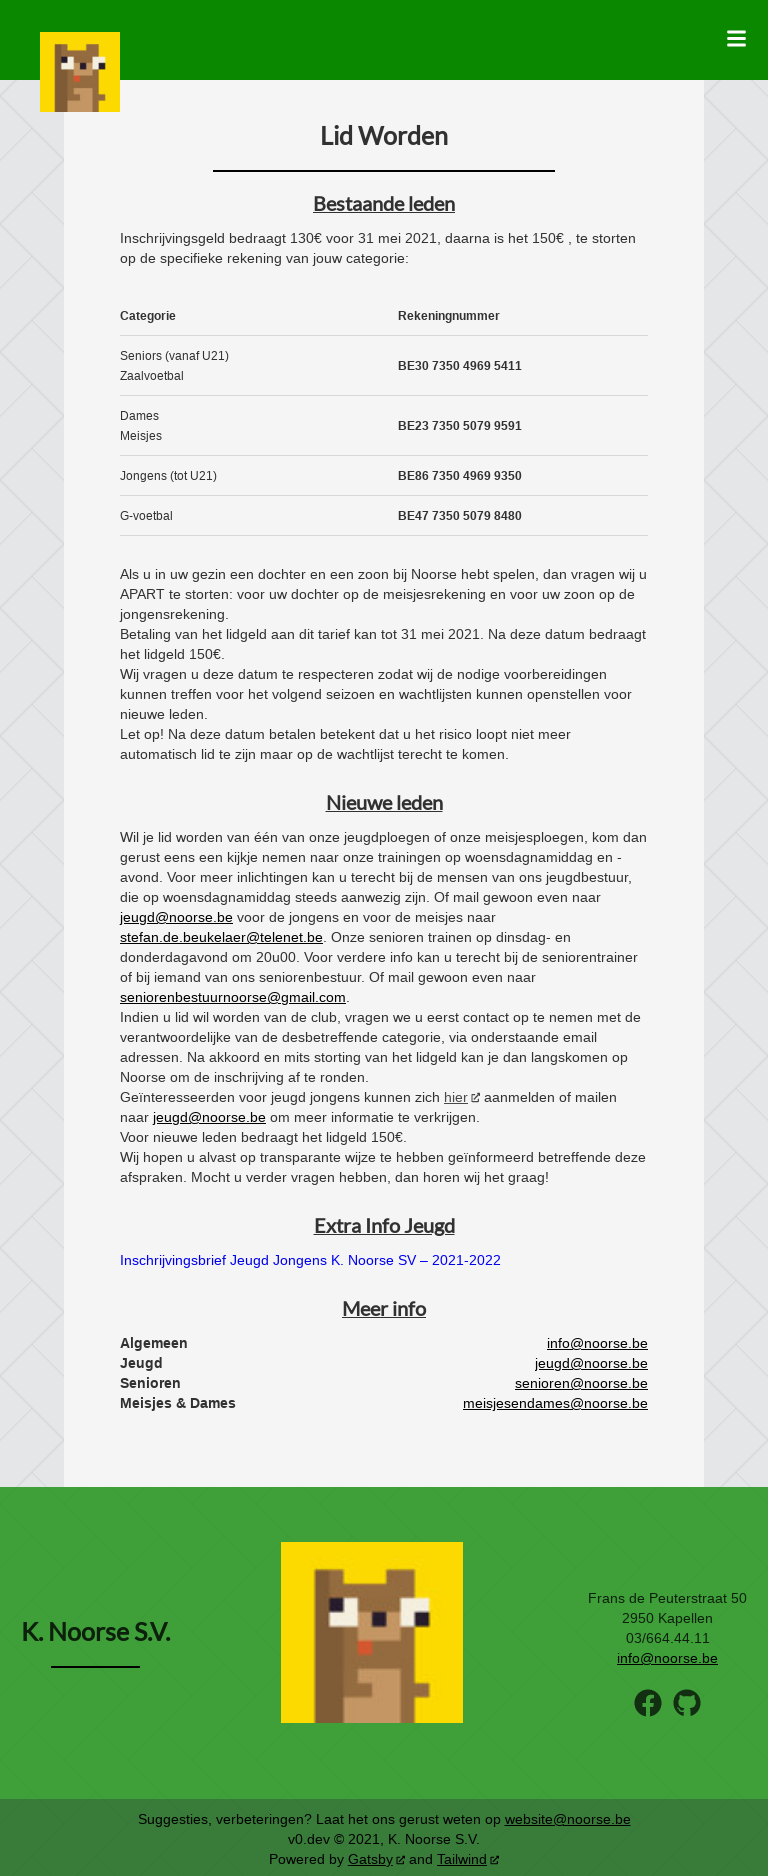 Lid Worden
Bestaande leden
Inschrijvingsgeld bedraagt 130€ voor 31 mei 2021, daarna is het 150€ , te storten
op de specifieke rekening van jouw categorie:
Categorie Rekeningnummer
Seniors (vanaf U21)
Zaalvoetbal
BE30 7350 4969 5411
Dames
Meisjes
BE23 7350 5079 9591
Jongens (tot U21) BE86 7350 4969 9350
G-voetbal BE47 7350 5079 8480
Als u in uw gezin een dochter en een zoon bij Noorse hebt spelen, dan vragen wij u
APART te storten: voor uw dochter op de meisjesrekening en voor uw zoon op de
jongensrekening.
Betaling van het lidgeld aan dit tarief kan tot 31 mei 2021. Na deze datum bedraagt
het lidgeld 150€.
Wij vragen u deze datum te respecteren zodat wij de nodige voorbereidingen
kunnen treffen voor het volgend seizoen en wachtlijsten kunnen openstellen voor
nieuwe leden.
Let op! Na deze datum betalen betekent dat u het risico loopt niet meer
automatisch lid te zijn maar op de wachtlijst terecht te komen.
Nieuwe leden
Wil je lid worden van één van onze jeugdploegen of onze meisjesploegen, kom dan
gerust eens een kijkje nemen naar onze trainingen op woensdagnamiddag en -
avond. Voor meer inlichtingen kan u terecht bij de mensen van ons jeugdbestuur,
die op woensdagnamiddag steeds aanwezig zijn. Of mail gewoon even naar
jeugd@noorse.be voor de jongens en voor de meisjes naar
stefan.de.beukelaer@telenet.be. Onze senioren trainen op dinsdag- en
donderdagavond om 20u00. Voor verdere info kan u terecht bij de seniorentrainer
of bij iemand van ons seniorenbestuur. Of mail gewoon even naar
seniorenbestuurnoorse@gmail.com.
Indien u lid wil worden van de club, vragen we u eerst contact op te nemen met de
verantwoordelijke van de desbetreffende categorie, via onderstaande email
adressen. Na akkoord en mits storting van het lidgeld kan je dan langskomen op
Noorse om de inschrijving af te ronden.
Geïnteresseerden voor jeugd jongens kunnen zich hier aanmelden of mailen
naar jeugd@noorse.be om meer informatie te verkrijgen.
Voor nieuwe leden bedraagt het lidgeld 150€.
Wij hopen u alvast op transparante wijze te hebben geïnformeerd betreffende deze
afspraken. Mocht u verder vragen hebben, dan horen wij het graag!
Extra Info Jeugd
Inschrijvingsbrief Jeugd Jongens K. Noorse SV – 2021-2022
Meer info
Algemeen info@noorse.be
Jeugd jeugd@noorse.be
Senioren senioren@noorse.be
Meisjes & Dames meisjesendames@noorse.be
K. Noorse S.V.
Frans de Peuterstraat 50
2950 Kapellen
03/664.44.11
info@noorse.be
Suggesties, verbeteringen? Laat het ons gerust weten op website@noorse.be
v0.dev © 2021, K. Noorse S.V.
Powered by Gatsby and Tailwind